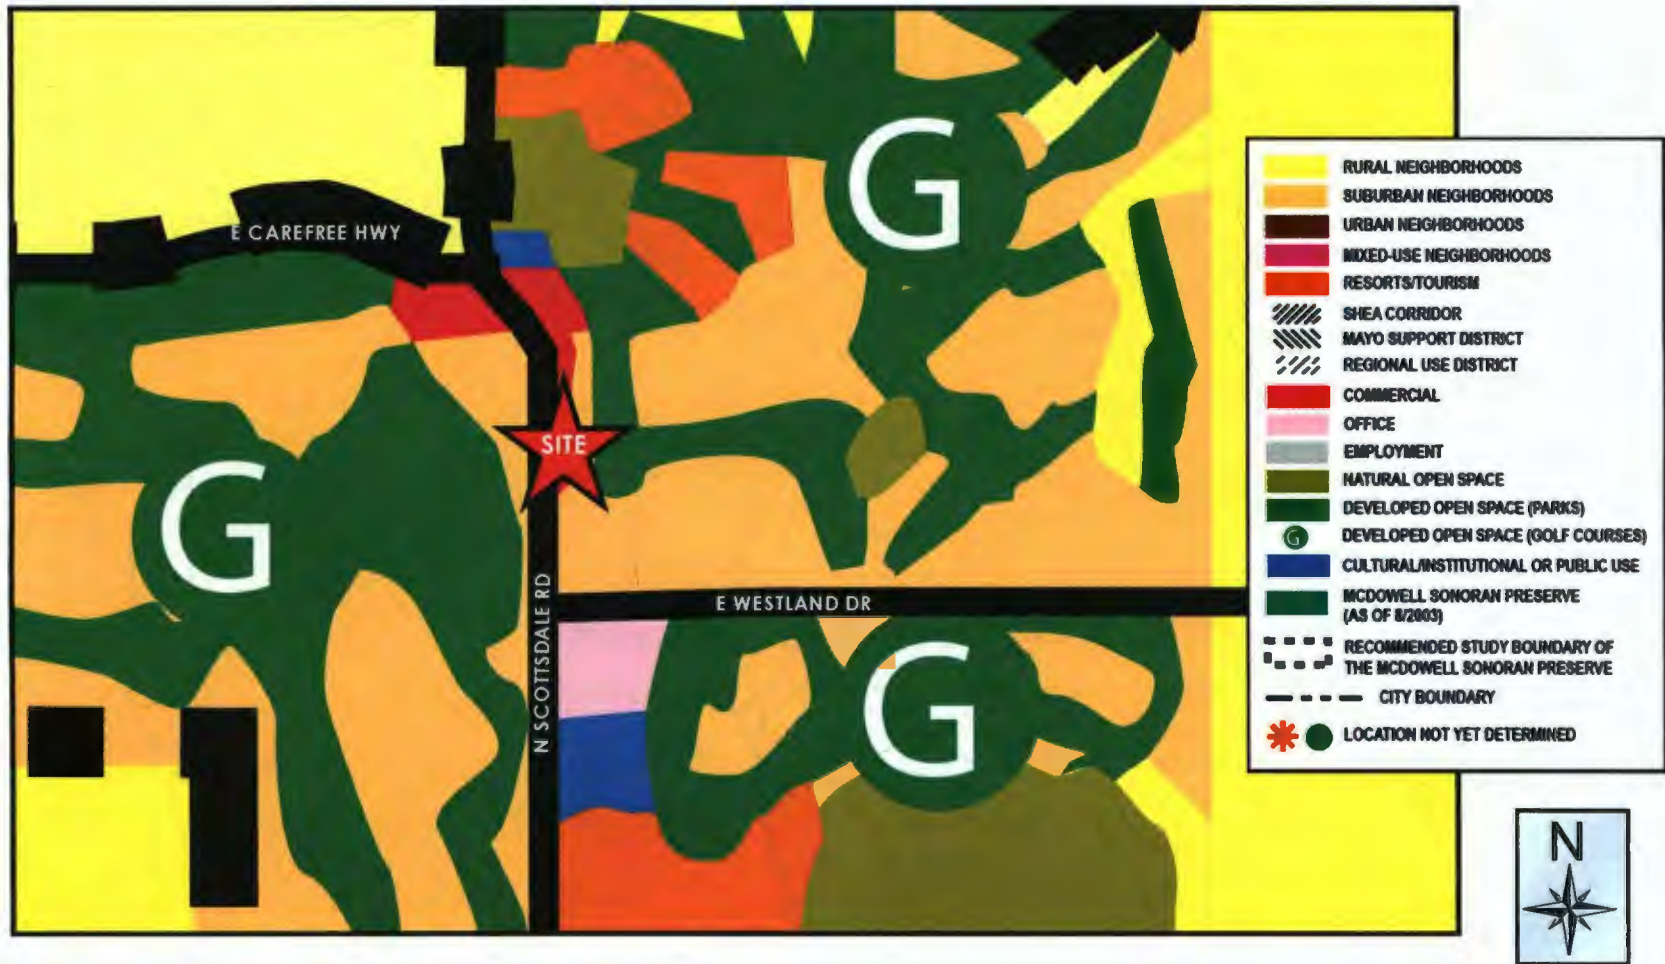 G
E CAREFREE HWY
SITE
G
E WESTLAND DR
N SCOTTSDALE RD
G
RURAL NEIGHBORHOODS
SUBURBAN NEIGHBORHOODS
URBAN NEIGHBORHOODS
MIXED-USE NEIGHBORHOODS
RESORTS/TOURISM
SHEA CORRIDOR
MAYO SUPPORT DISTRICT
REGIONAL USE DISTRICT
COMMERCIAL
OFFICE
EMPLOYMENT
NATURAL OPEN SPACE
DEVELOPED OPEN SPACE (PARKS)
G DEVELOPED OPEN SPACE (GOLF COURSES)
CULTURAL/INSTITUTIONAL OR PUBLIC USE
MCDOWELL SONORAN PRESERVE
(AS OF 8/2003)
RECOMMENDED STUDY BOUNDARY OF
THE MCDOWELL SONORAN PRESERVE
CITY BOUNDARY
LOCATION NOT YET DETERMINED
N